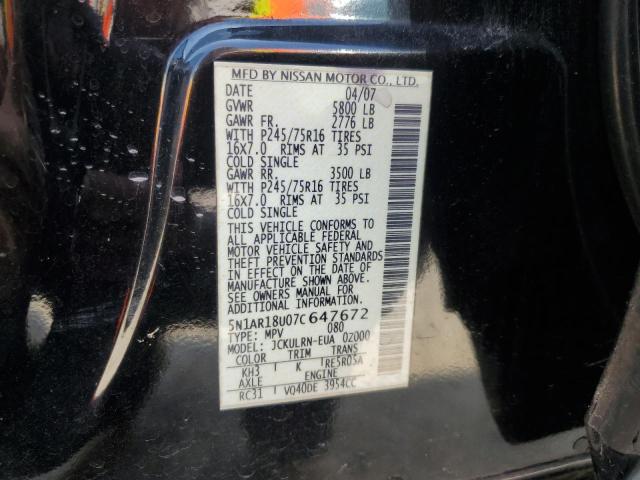 MFD BY NISSAN MOTOR CO., LTD.
DATE 04/07
GVWR 5800 LB
GAWR FR. 2776 LB
WITH P245/75R16 TIRES
16X7.0 RIMS AT 35 PSI
COLD SINGLE
GAWR RR. 3500 LB
WITH P245/75R16 TIRES
16X7.0 RIMS AT 35 PSI
COLD SINGLE
THIS VEHICLE CONFORMS TO
ALL APPLICABLE FEDERAL
MOTOR VEHICLE SAFETY AND
THEFT PREVENTION STANDARDS
IN EFFECT ON THE DATE OF
MANUFACTURE SHOWN ABOVE.
SEE OWNERS MANUAL FOR
ADDITIONAL INFORMATION.
5N1AR18U07C647672
TYPE: MPV 080
MODEL: JCKULRN-EUA 02000
COLOR TRIM TRANS
KH3 K RE5R05A
AXLE ENGINE
RC31 VQ40DE 3954CC